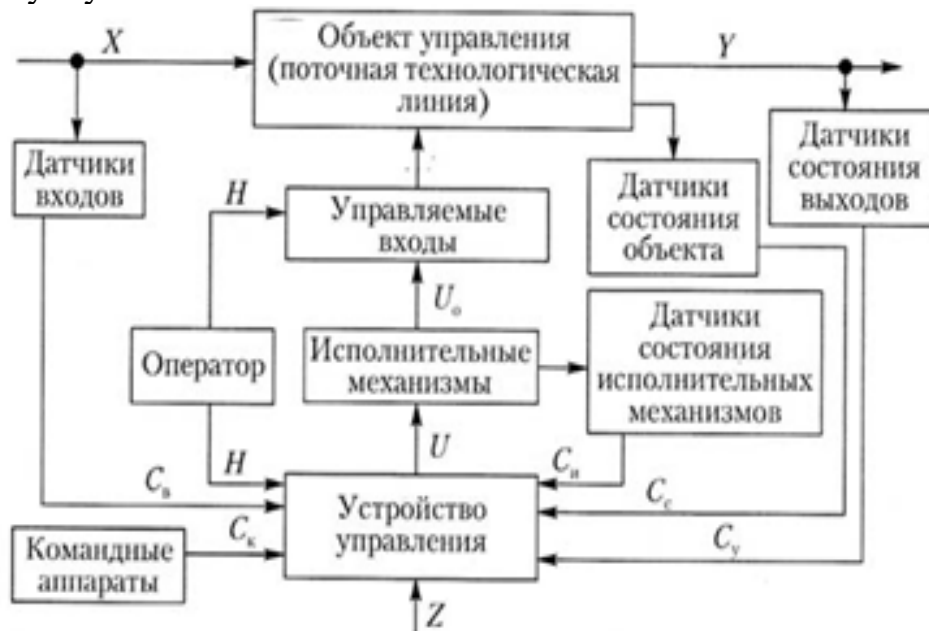 X
Объект управления
(поточная технологическая
линия)
Y
Датчики
входов
H
Управляемые
входы
Датчики
состояния
объекта
Датчики
состояния
выходов
Uо
Оператор
Исполнительные
механизмы
Датчики
состояния
исполнительных
механизмов
H
U
Cи
Cв
Cс
Cк
Устройство
управления
Cу
Командные
аппараты
Z